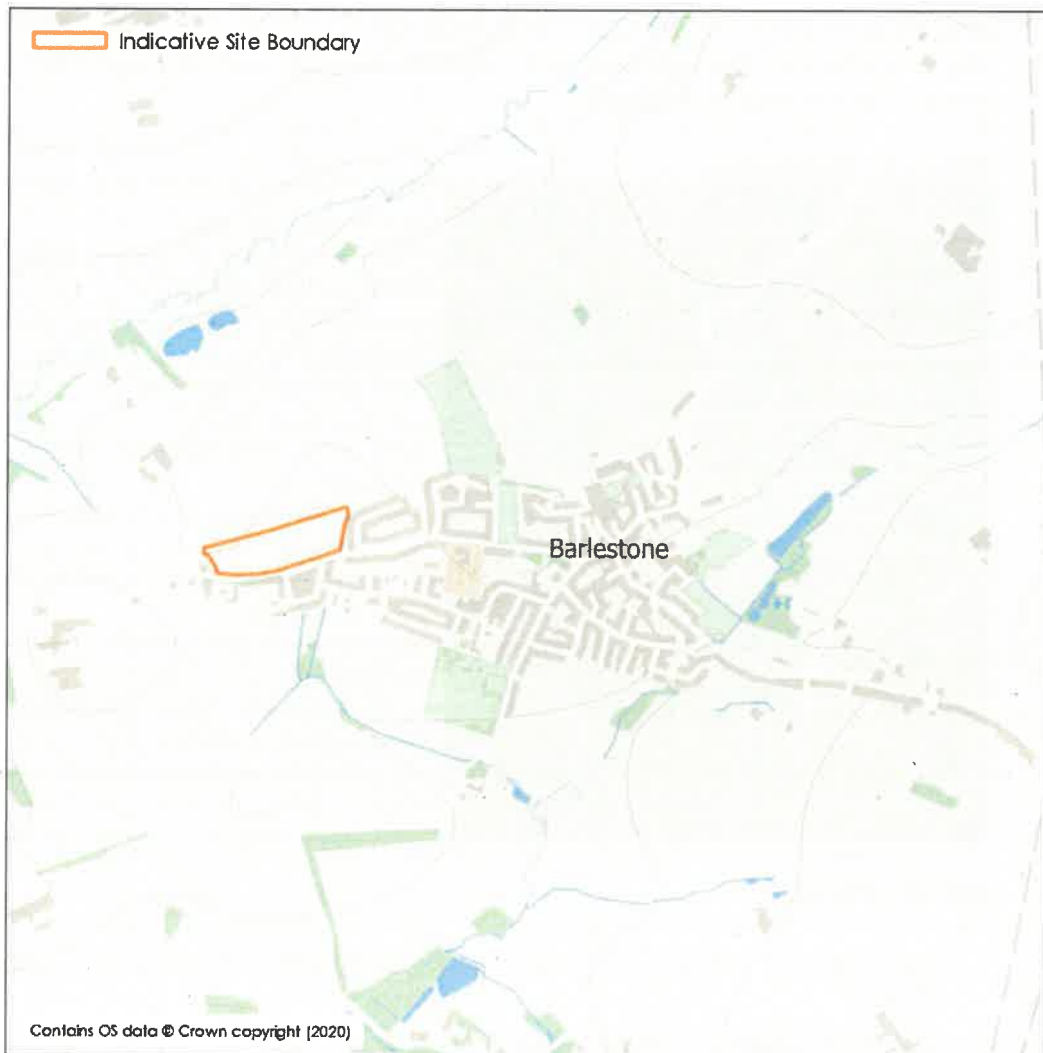 Indicative Site Boundary
Barlestone
Contains OS data © Crown copyright (2020)